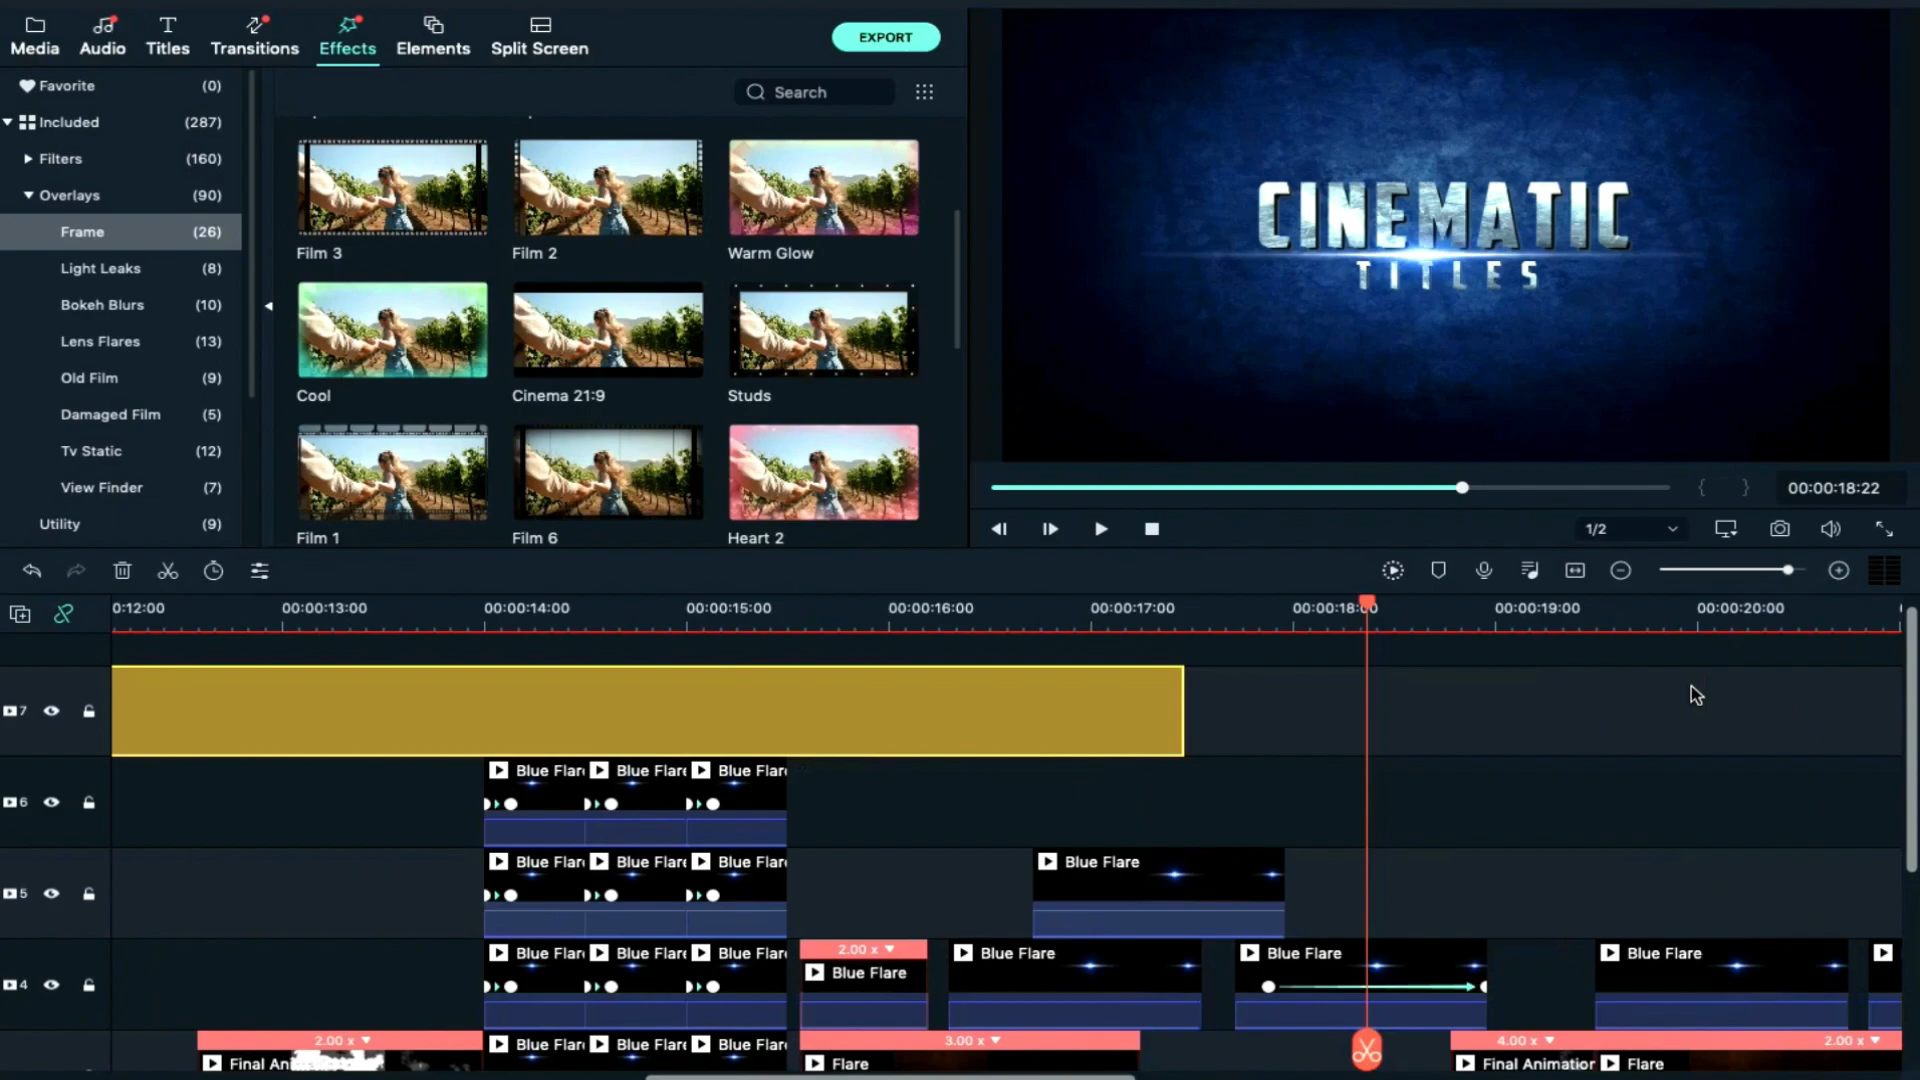 Media Audio Titles Transitions Effects Elements Split Screen
EXPORT
Favorite (0)
Included (287)
Filters (160)
Overlays (90)
Frame (26)
Light Leaks (8)
Bokeh Blurs (10)
Lens Flares (13)
Old Film (9)
Damaged Film (5)
Tv Static (12)
View Finder (7)
Utility (9)
Search
Film 3 Film 2 Warm Glow
Cool Cinema 21:9 Studs
Film 1 Film 6 Heart 2
CINEMATIC
TITLES
{ } 00:00:18:22
1/2
0:12:00 00:00:13:00 00:00:14:00 00:00:15:00 00:00:16:00 00:00:17:00 00:00:18:00 00:00:19:00 00:00:20:00
7
6 Blue Flare Blue Flare Blue Flare
5 Blue Flare Blue Flare Blue Flare Blue Flare
2.00 x
4 Blue Flare Blue Flare Blue Flare Blue Flare Blue Flare Blue Flare Blue Flare
2.00 x 3.00 x 4.00 x 2.00 x
Final Ani Blue Flare Blue Flare Blue Flare Flare Final Animation Flare